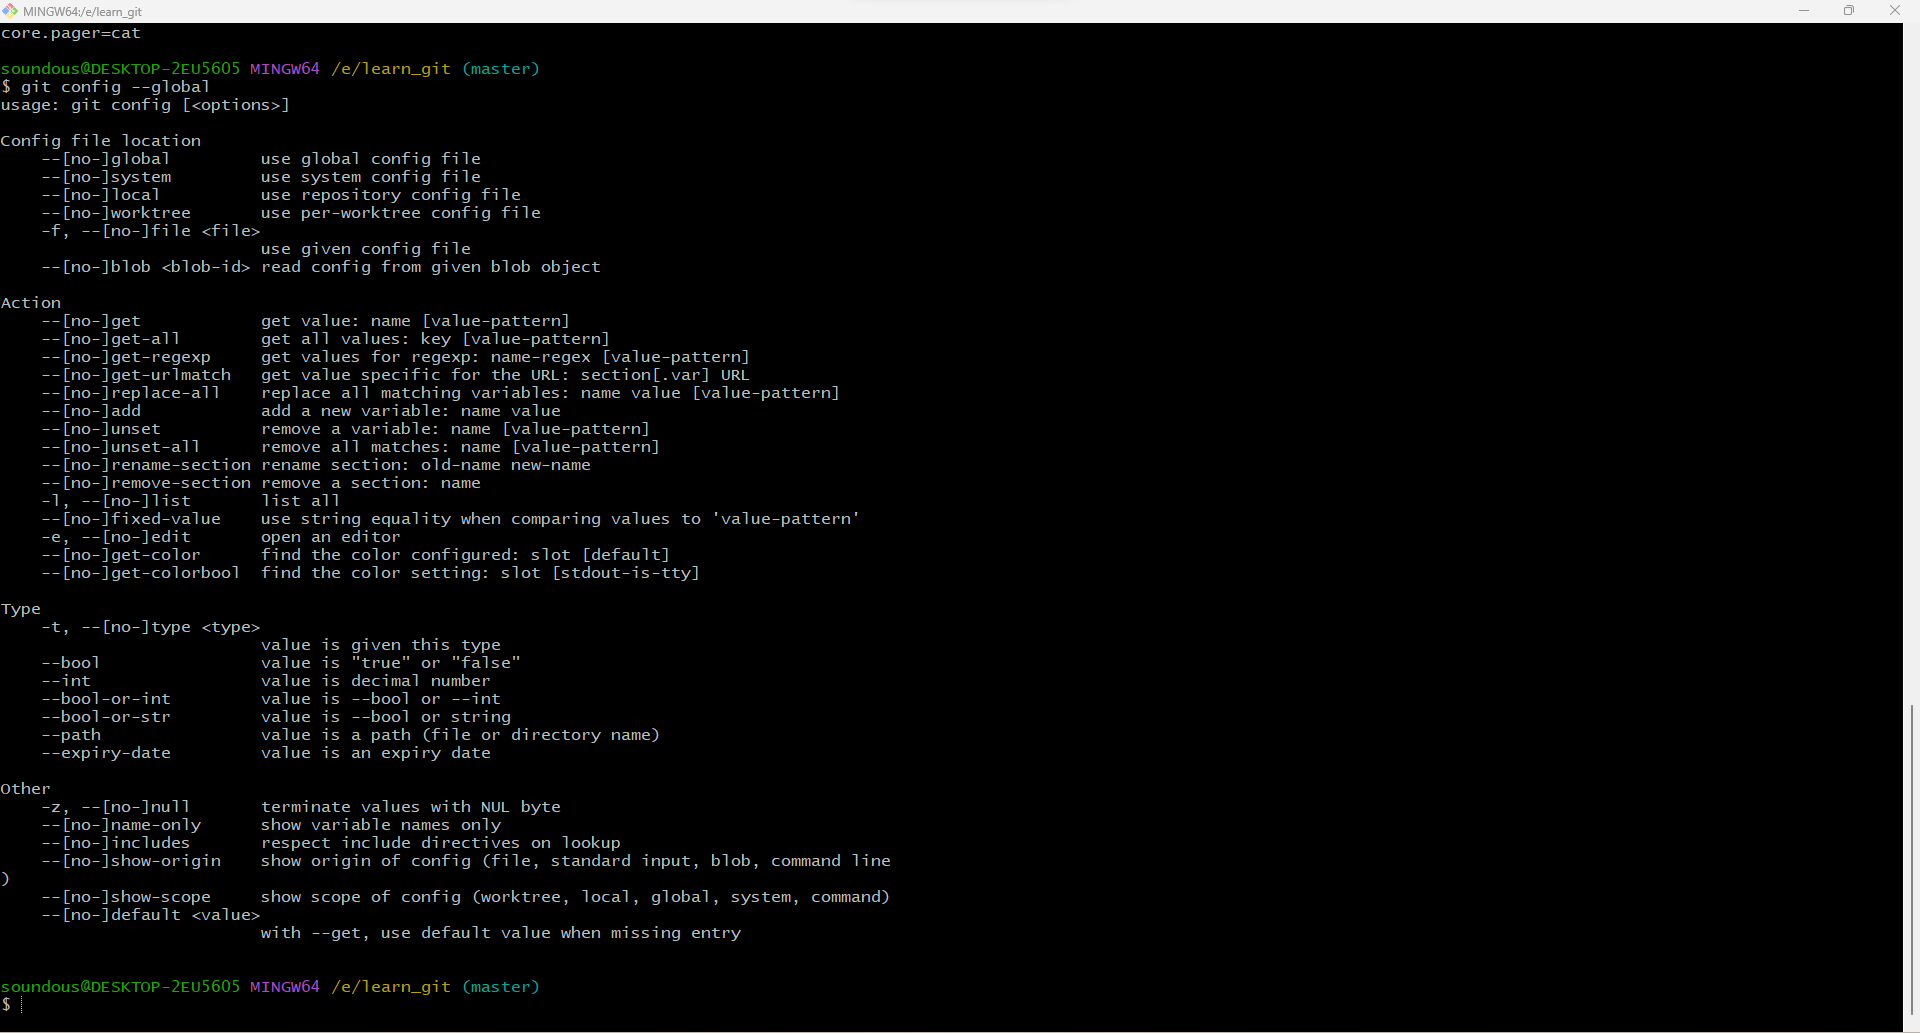 MINGW64:/e/learn_git
core.pager=cat
soundous@DESKTOP-2EU5605 MINGW64 /e/learn_git (master)
$ git config --global
usage: git config [<options>]
Config file location
    --[no-]global         use global config file
    --[no-]system         use system config file
    --[no-]local          use repository config file
    --[no-]worktree       use per-worktree config file
    -f, --[no-]file <file>
                          use given config file
    --[no-]blob <blob-id> read config from given blob object
Action
    --[no-]get            get value: name [value-pattern]
    --[no-]get-all        get all values: key [value-pattern]
    --[no-]get-regexp     get values for regexp: name-regex [value-pattern]
    --[no-]get-urlmatch   get value specific for the URL: section[.var] URL
    --[no-]replace-all    replace all matching variables: name value [value-pattern]
    --[no-]add            add a new variable: name value
    --[no-]unset          remove a variable: name [value-pattern]
    --[no-]unset-all      remove all matches: name [value-pattern]
    --[no-]rename-section rename section: old-name new-name
    --[no-]remove-section remove a section: name
    -l, --[no-]list       list all
    --[no-]fixed-value    use string equality when comparing values to 'value-pattern'
    -e, --[no-]edit       open an editor
    --[no-]get-color      find the color configured: slot [default]
    --[no-]get-colorbool  find the color setting: slot [stdout-is-tty]
Type
    -t, --[no-]type <type>
                          value is given this type
    --bool                value is "true" or "false"
    --int                 value is decimal number
    --bool-or-int         value is --bool or --int
    --bool-or-str         value is --bool or string
    --path                value is a path (file or directory name)
    --expiry-date         value is an expiry date
Other
    -z, --[no-]null       terminate values with NUL byte
    --[no-]name-only      show variable names only
    --[no-]includes       respect include directives on lookup
    --[no-]show-origin    show origin of config (file, standard input, blob, command line
)
    --[no-]show-scope     show scope of config (worktree, local, global, system, command)
    --[no-]default <value>
                          with --get, use default value when missing entry
soundous@DESKTOP-2EU5605 MINGW64 /e/learn_git (master)
$